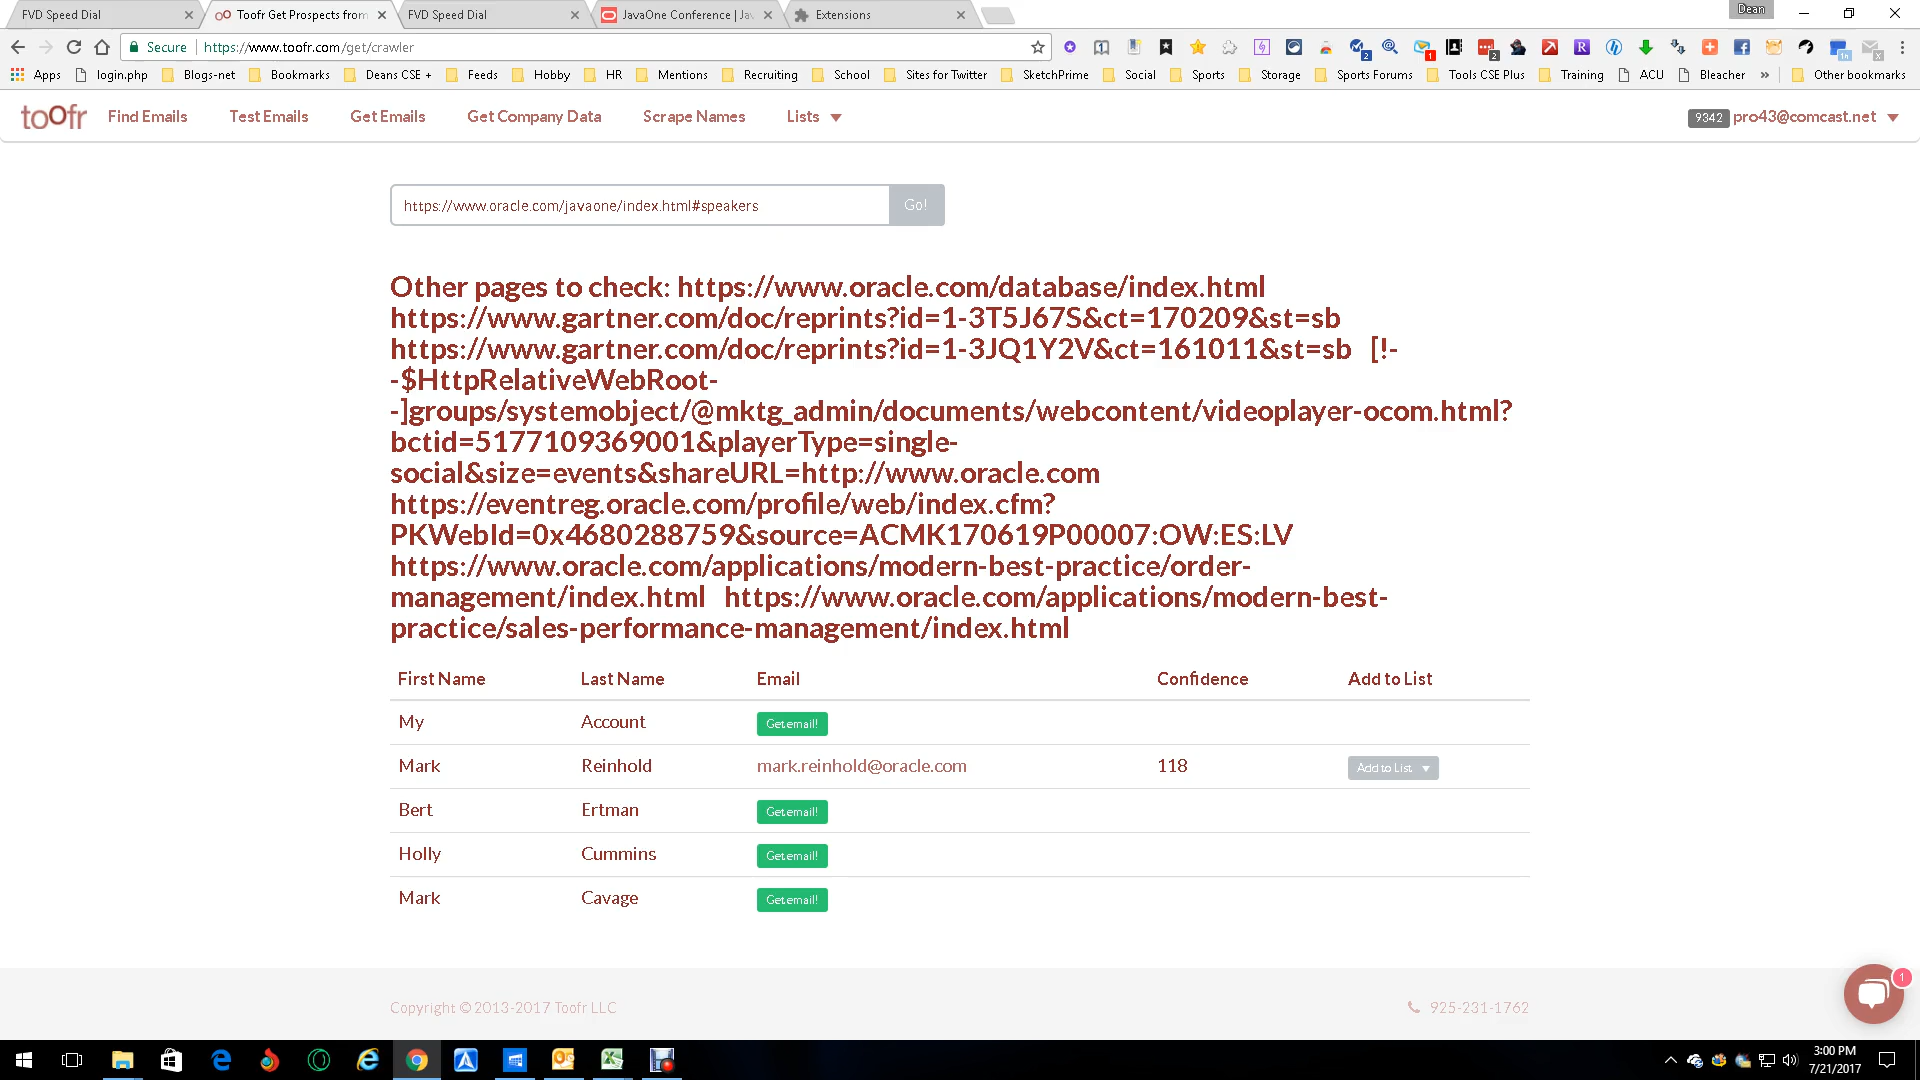 FVD Speed Dial
Toofr Get Prospects from
FVD Speed Dial
JavaOne Conference | Jav
Extensions
Dean
Secure
https://www.toofr.com/get/crawler
Apps
login.php
Blogs-net
Bookmarks
Deans CSE +
Feeds
Hobby
HR
Mentions
Recruiting
School
Sites for Twitter
SketchPrime
Social
Sports
Storage
Sports Forums
Tools CSE Plus
Training
ACU
Bleacher
»
Other bookmarks
toOfr
Find Emails
Test Emails
Get Emails
Get Company Data
Scrape Names
Lists
9342
pro43@comcast.net
https://www.oracle.com/javaone/index.html#speakers
Go!
Other pages to check: https://www.oracle.com/database/index.html
https://www.gartner.com/doc/reprints?id=1-3T5J67S&ct=170209&st=sb
https://www.gartner.com/doc/reprints?id=1-3JQ1Y2V&ct=161011&st=sb [!-
-$HttpRelativeWebRoot-
-]groups/systemobject/@mktg_admin/documents/webcontent/videoplayer-ocom.html?
bctid=5177109369001&playerType=single-
social&size=events&shareURL=http://www.oracle.com
https://eventreg.oracle.com/profile/web/index.cfm?
PKWebId=0x4680288759&source=ACMK170619P00007:OW:ES:LV
https://www.oracle.com/applications/modern-best-practice/order-
management/index.html https://www.oracle.com/applications/modern-best-
practice/sales-performance-management/index.html
First Name Last Name Email Confidence Add to List
My Account Get email!
Mark Reinhold mark.reinhold@oracle.com 118 Add to List
Bert Ertman Get email!
Holly Cummins Get email!
Mark Cavage Get email!
1
Copyright © 2013-2017 Toofr LLC
925-231-1762
3:00 PM
7/21/2017